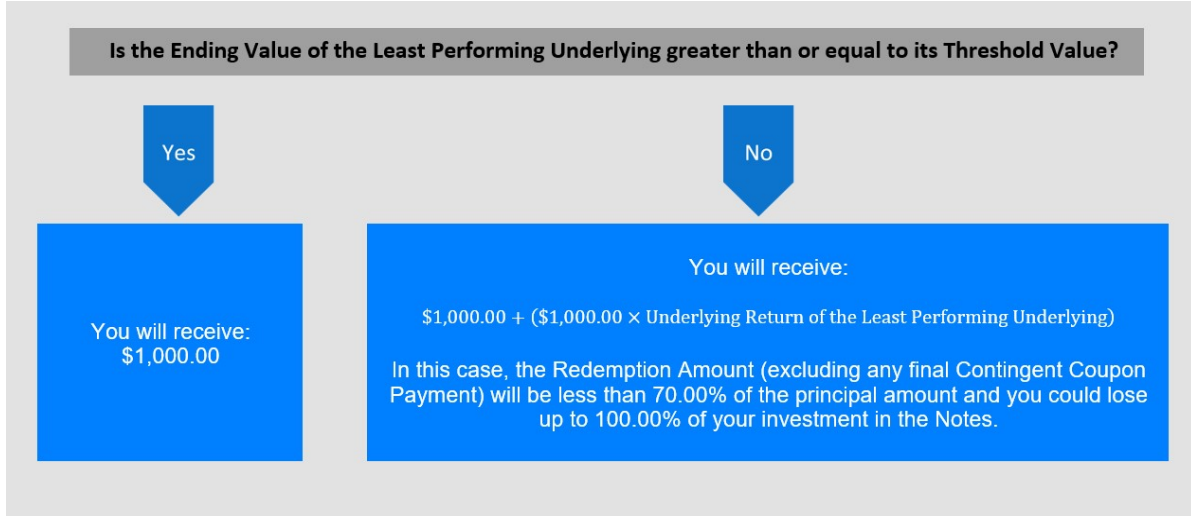 Is the Ending Value of the Least Performing Underlying greater than or equal to its Threshold Value?
Yes
No
You will receive:
$1,000.00
You will receive:
$1,000.00 + ($1,000.00 × Underlying Return of the Least Performing Underlying)
In this case, the Redemption Amount (excluding any final Contingent Coupon
Payment) will be less than 70.00% of the principal amount and you could lose
up to 100.00% of your investment in the Notes.